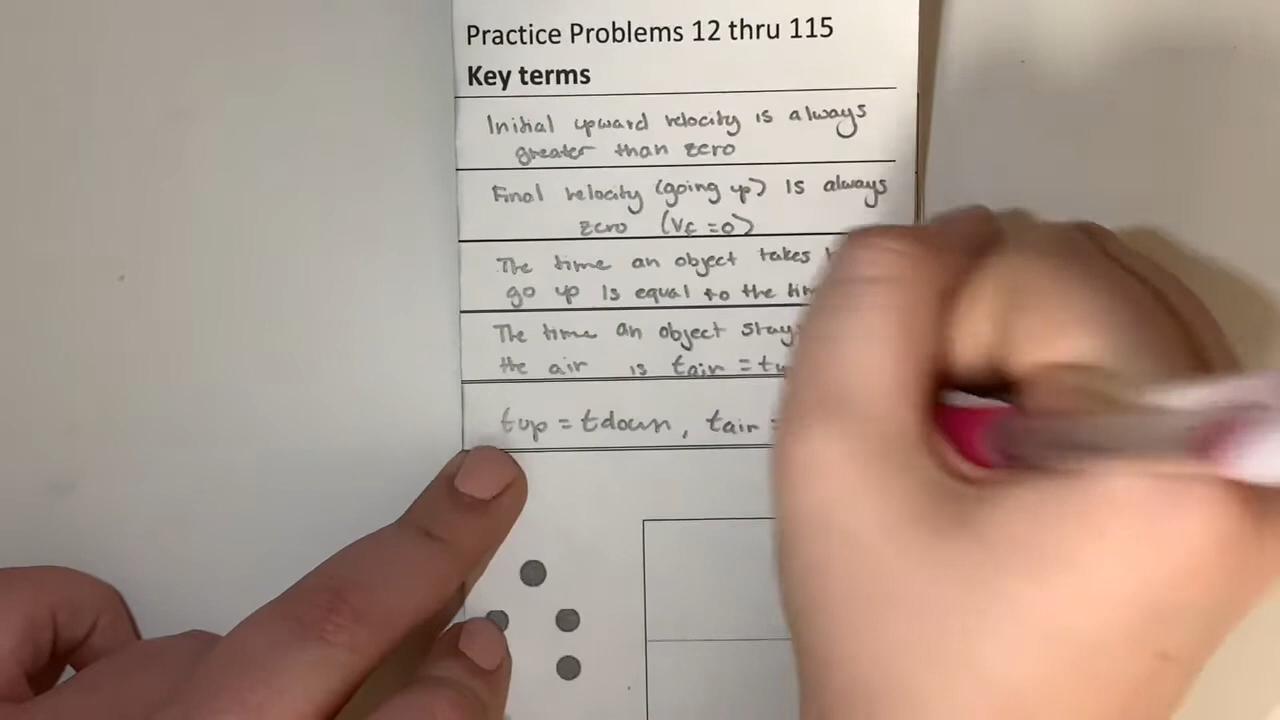 Practice Problems 12 thru 115
Key terms
Initial upward velocity is always
greater than zero
Final velocity (going up) is always
zero (Vf = 0)
The time an object takes
go up is equal to the
The time an object
the air is tair =
tup = tdown, tair =